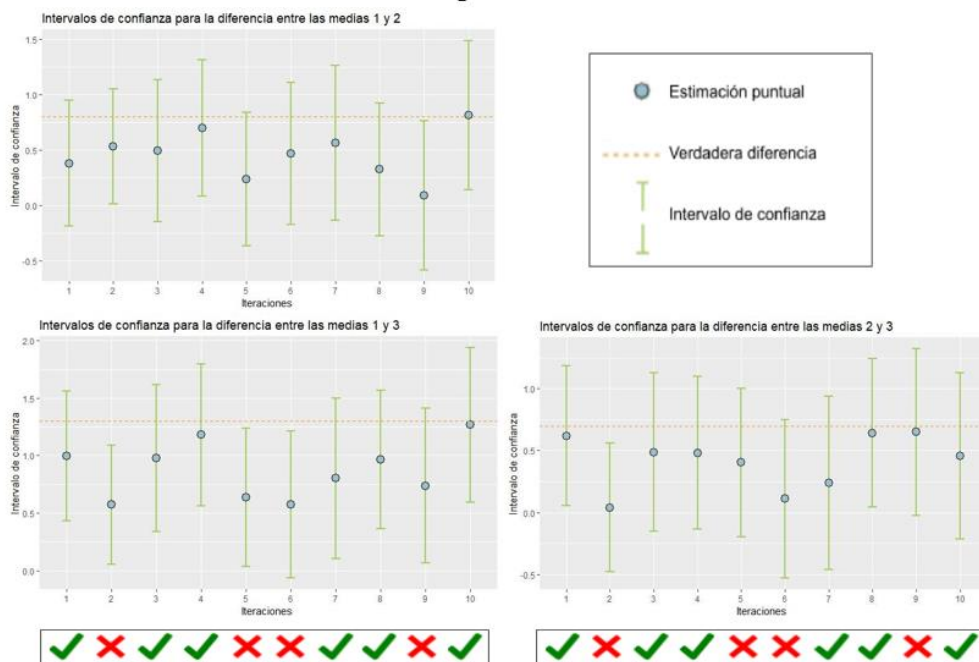 Intervalos de confianza para la diferencia entre las medias 1 y 2
Intervalo de confianza
1.5
1.0
0.5
0.0
-0.5
1 2 3 4 5 6 7 8 9 10
Iteraciones
Estimación puntual
Verdadera diferencia
Intervalo de confianza
Intervalos de confianza para la diferencia entre las medias 1 y 3
Intervalo de confianza
2.0
1.5
1.0
0.5
0.0
1 2 3 4 5 6 7 8 9 10
Iteraciones
Intervalos de confianza para la diferencia entre las medias 2 y 3
Intervalo de confianza
1.0
0.5
0.0
-0.5
1 2 3 4 5 6 7 8 9 10
Iteraciones